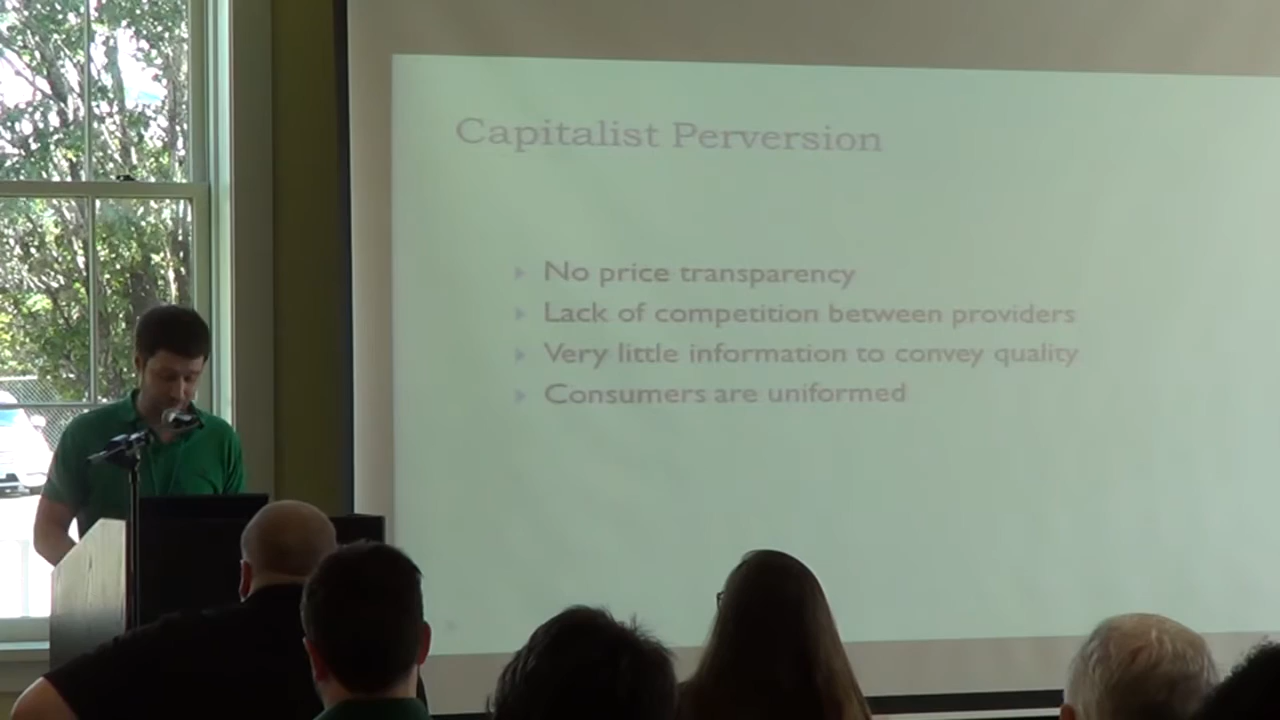 Capitalist Perversion
No price transparency
Lack of competition between providers
Very little information to convey quality
Consumers are uniformed